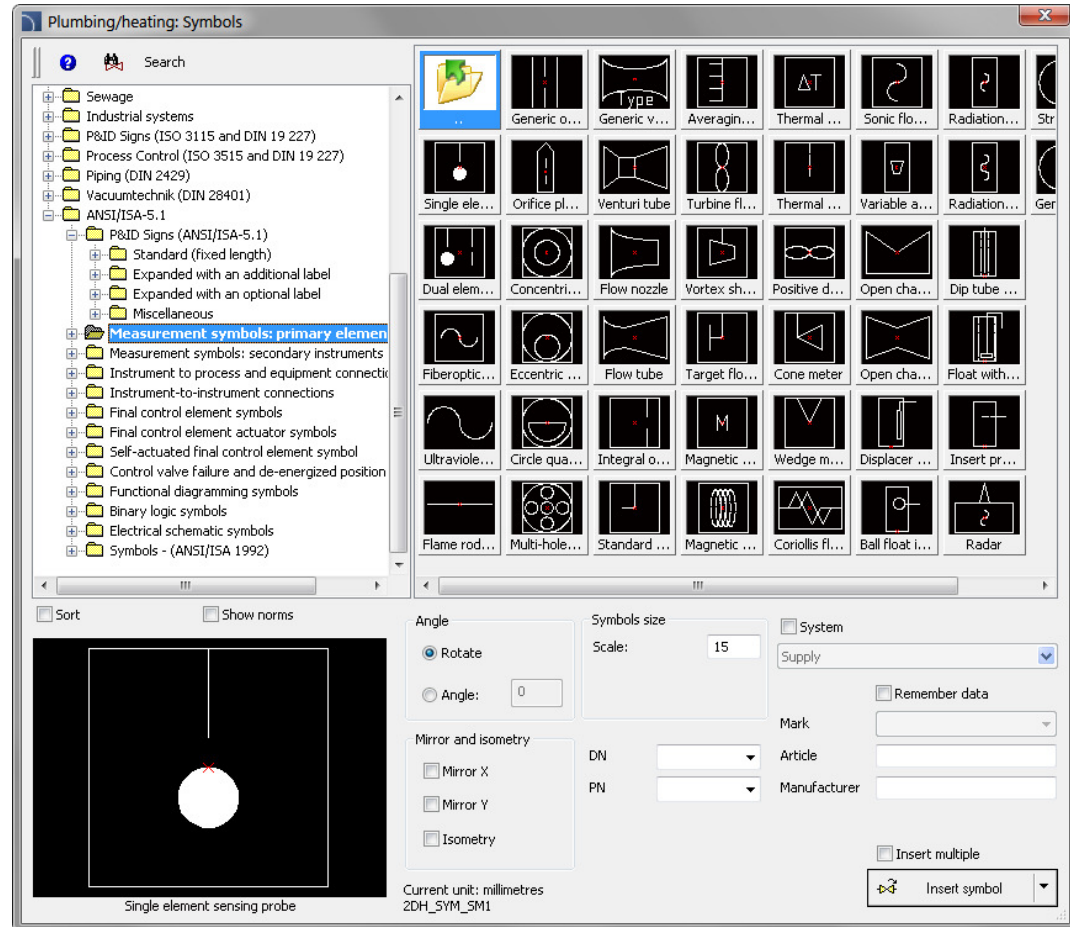 Plumbing/heating: Symbols
Search
Sewage
Industrial systems
P&ID Signs (ISO 3115 and DIN 19 227)
Process Control (ISO 3515 and DIN 19 227)
Piping (DIN 2429)
Vacuumtechnik (DIN 28401)
ANSI/ISA-5.1
P&ID Signs (ANSI/ISA-5.1)
Standard (fixed length)
Expanded with an additional label
Expanded with an optional label
Miscellaneous
Measurement symbols: primary elemen
Measurement symbols: secondary instruments
Instrument to process and equipment connectic
Instrument-to-instrument connections
Final control element symbols
Final control element actuator symbols
Self-actuated final control element symbol
Control valve failure and de-energized position
Functional diagramming symbols
Binary logic symbols
Electrical schematic symbols
Symbols - (ANSI/ISA 1992)
Type
ΔT
.. Generic o... Generic v... Averagin... Thermal ... Sonic flo... Radiation... Str
Single ele... Orifice pl... Venturi tube Turbine fl... Thermal ... Variable a... Radiation... Ger
Dual elem... Concentri... Flow nozzle Vortex sh... Positive d... Open cha... Dip tube ...
Fiberoptic... Eccentric ... Flow tube Target flo... Cone meter Open cha... Float with...
M
Ultraviole... Circle qua... Integral o... Magnetic ... Wedge m... Displacer ... Insert pr...
Flame rod... Multi-hole... Standard ... Magnetic ... Coriollis fl... Ball float i... Radar
Sort
Show norms
Single element sensing probe
Angle
Rotate
Angle: 0
Mirror and isometry
Mirror X
Mirror Y
Isometry
Current unit: millimetres
2DH_SYM_SM1
Symbols size
Scale: 15
DN
PN
System
Supply
Remember data
Mark
Article
Manufacturer
Insert multiple
Insert symbol